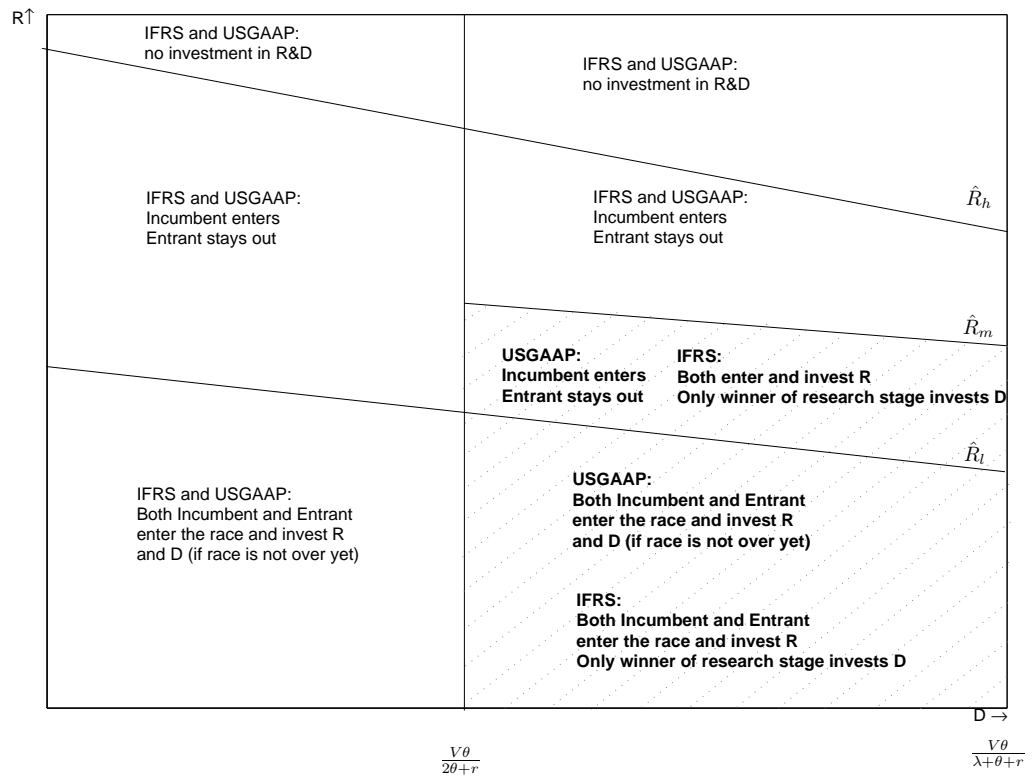 R↑
IFRS and USGAAP:
no investment in R&D
IFRS and USGAAP:
no investment in R&D
IFRS and USGAAP:
Incumbent enters
Entrant stays out
IFRS and USGAAP:
Incumbent enters
Entrant stays out
R̂_h
R̂_m
USGAAP:
Incumbent enters
Entrant stays out
IFRS:
Both enter and invest R
Only winner of research stage invests D
R̂_l
IFRS and USGAAP:
Both Incumbent and Entrant
enter the race and invest R
and D (if race is not over yet)
USGAAP:
Both Incumbent and Entrant
enter the race and invest R
and D (if race is not over yet)
IFRS:
Both Incumbent and Entrant
enter the race and invest R
Only winner of research stage invests D
D →
Vθ
2θ+r
Vθ
λ+θ+r